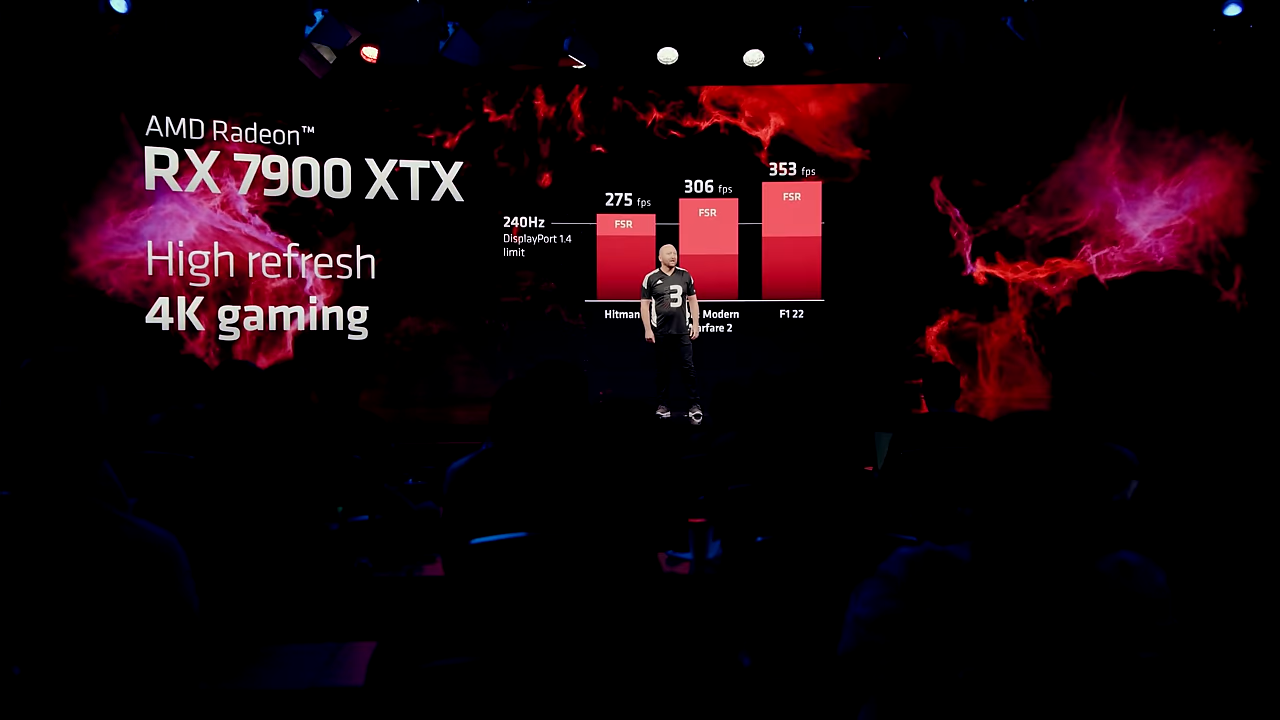 AMD Radeon™
RX 7900 XTX
High refresh
4K gaming
353 fps
306 fps
275 fps
FSR
FSR
FSR
240Hz
DisplayPort 1.4
limit
3
Hitman
Modern
F1 22
2